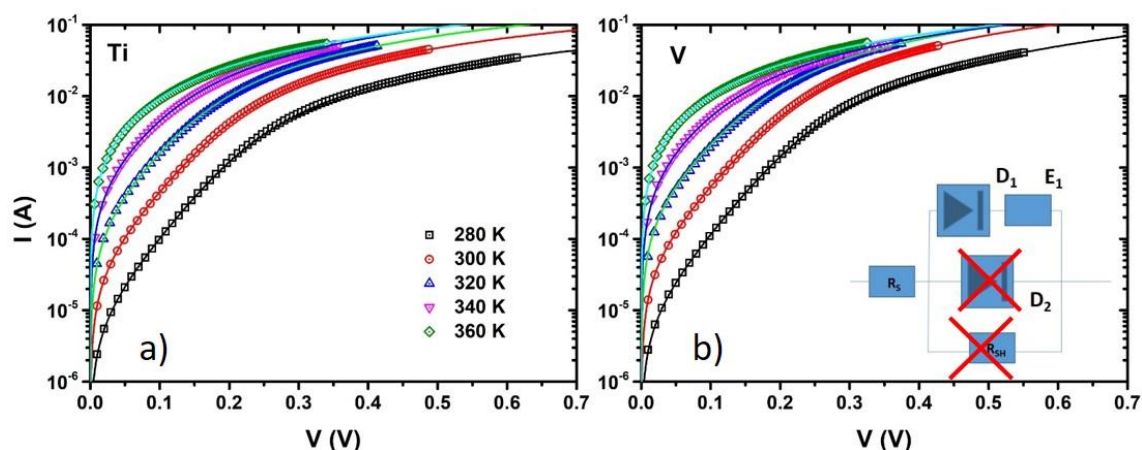 Ti
10⁻¹
10⁻²
10⁻³
10⁻⁴
10⁻⁵
10⁻⁶
I (A)
280 K
300 K
320 K
340 K
360 K
a)
0.0 0.1 0.2 0.3 0.4 0.5 0.6 0.7
V (V)
V
10⁻¹
10⁻²
10⁻³
10⁻⁴
10⁻⁵
10⁻⁶
I (A)
D₁ E₁
Rₛ
D₂
R_SH
b)
0.0 0.1 0.2 0.3 0.4 0.5 0.6 0.7
V (V)